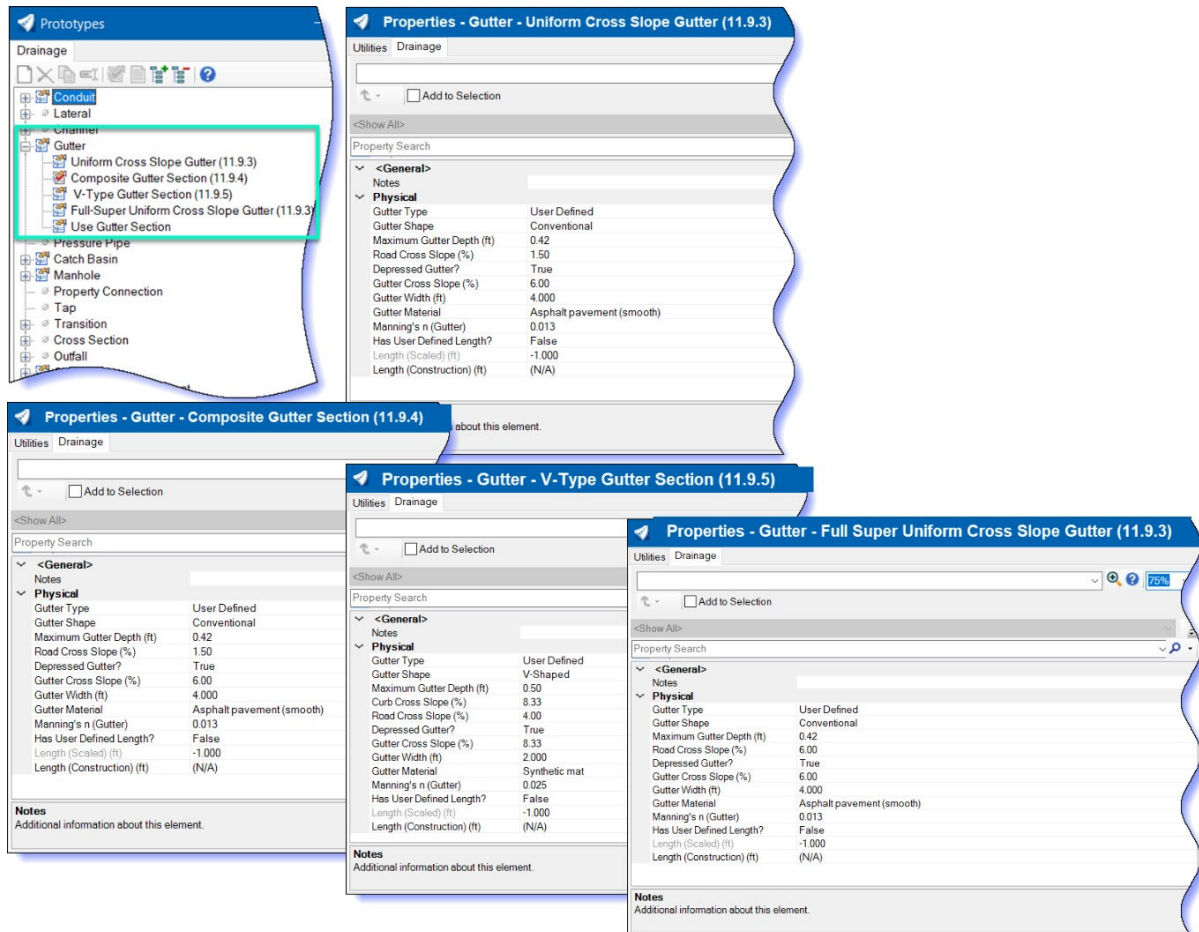 Prototypes
Drainage
Conduit
Lateral
Channel
Gutter
Uniform Cross Slope Gutter (11.9.3)
Composite Gutter Section (11.9.4)
V-Type Gutter Section (11.9.5)
Full-Super Uniform Cross Slope Gutter (11.9.3)
Use Gutter Section
Pressure Pipe
Catch Basin
Manhole
Property Connection
Tap
Transition
Cross Section
Outfall
Properties - Gutter - Uniform Cross Slope Gutter (11.9.3)
Utilities Drainage
Add to Selection
<Show All>
Property Search
<General>
Notes
Physical
Gutter Type User Defined
Gutter Shape Conventional
Maximum Gutter Depth (ft) 0.42
Road Cross Slope (%) 1.50
Depressed Gutter? True
Gutter Cross Slope (%) 6.00
Gutter Width (ft) 4.000
Gutter Material Asphalt pavement (smooth)
Manning's n (Gutter) 0.013
Has User Defined Length? False
Length (Scaled) (ft) -1.000
Length (Construction) (ft) (N/A)
about this element.
Properties - Gutter - Composite Gutter Section (11.9.4)
Utilities Drainage
Add to Selection
<Show All>
Property Search
<General>
Notes
Physical
Gutter Type User Defined
Gutter Shape Conventional
Maximum Gutter Depth (ft) 0.42
Road Cross Slope (%) 1.50
Depressed Gutter? True
Gutter Cross Slope (%) 6.00
Gutter Width (ft) 4.000
Gutter Material Asphalt pavement (smooth)
Manning's n (Gutter) 0.013
Has User Defined Length? False
Length (Scaled) (ft) -1.000
Length (Construction) (ft) (N/A)
Notes
Additional information about this element.
Properties - Gutter - V-Type Gutter Section (11.9.5)
Utilities Drainage
Add to Selection
<Show All>
Property Search
<General>
Notes
Physical
Gutter Type User Defined
Gutter Shape V-Shaped
Maximum Gutter Depth (ft) 0.50
Curb Cross Slope (%) 8.33
Road Cross Slope (%) 4.00
Depressed Gutter? True
Gutter Cross Slope (%) 8.33
Gutter Width (ft) 2.000
Gutter Material Synthetic mat
Manning's n (Gutter) 0.025
Has User Defined Length? False
Length (Scaled) (ft) -1.000
Length (Construction) (ft) (N/A)
Notes
Additional information about this element.
Properties - Gutter - Full Super Uniform Cross Slope Gutter (11.9.3)
Utilities Drainage
75%
Add to Selection
<Show All>
Property Search
<General>
Notes
Physical
Gutter Type User Defined
Gutter Shape Conventional
Maximum Gutter Depth (ft) 0.42
Road Cross Slope (%) 6.00
Depressed Gutter? True
Gutter Cross Slope (%) 6.00
Gutter Width (ft) 4.000
Gutter Material Asphalt pavement (smooth)
Manning's n (Gutter) 0.013
Has User Defined Length? False
Length (Scaled) (ft) -1.000
Length (Construction) (ft) (N/A)
Notes
Additional information about this element.